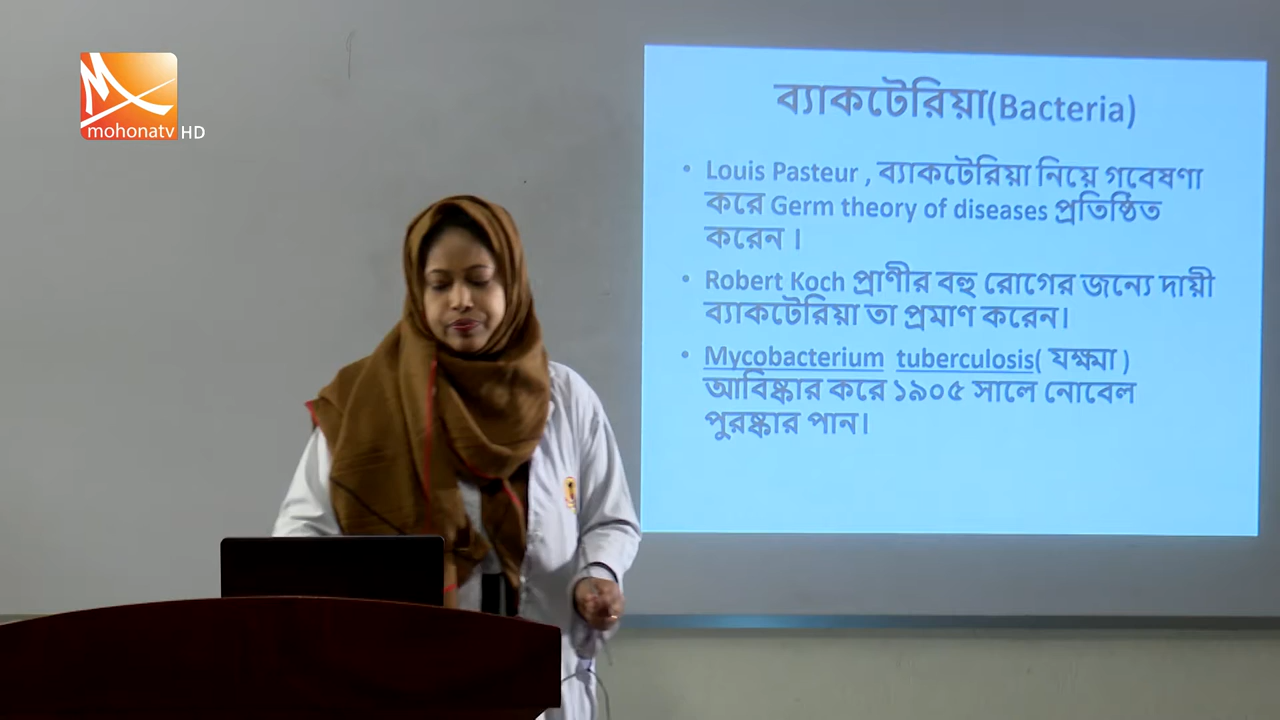 mohonatv HD
ব্যাকটেরিয়া(Bacteria)
• Louis Pasteur , ব্যাকটেরিয়া নিয়ে গবেষণা
করে Germ theory of diseases প্রতিষ্ঠিত
করেন ।
• Robert Koch প্রাণীর বহু রোগের জন্যে দায়ী
ব্যাকটেরিয়া তা প্রমাণ করেন।
• Mycobacterium tuberculosis( যক্ষমা )
আবিষ্কার করে ১৯০৫ সালে নোবেল
পুরষ্কার পান।